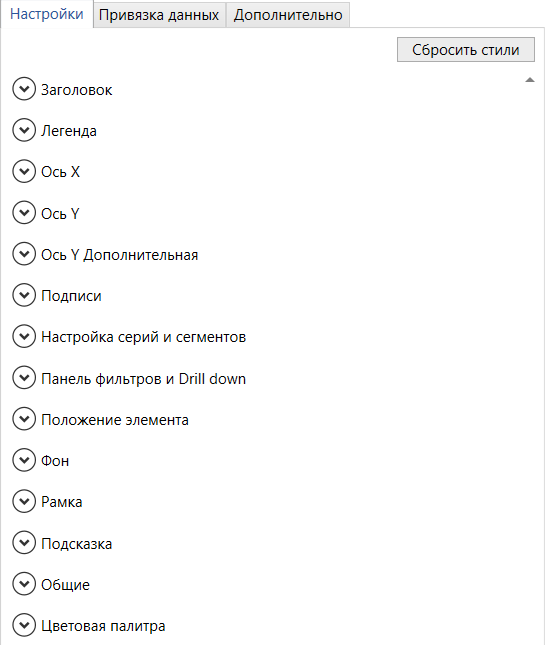 Настройки Привязка данных Дополнительно
Сбросить стили
Заголовок
Легенда
Ось X
Ось Y
Ось Y Дополнительная
Подписи
Настройка серий и сегментов
Панель фильтров и Drill down
Положение элемента
Фон
Рамка
Подсказка
Общие
Цветовая палитра